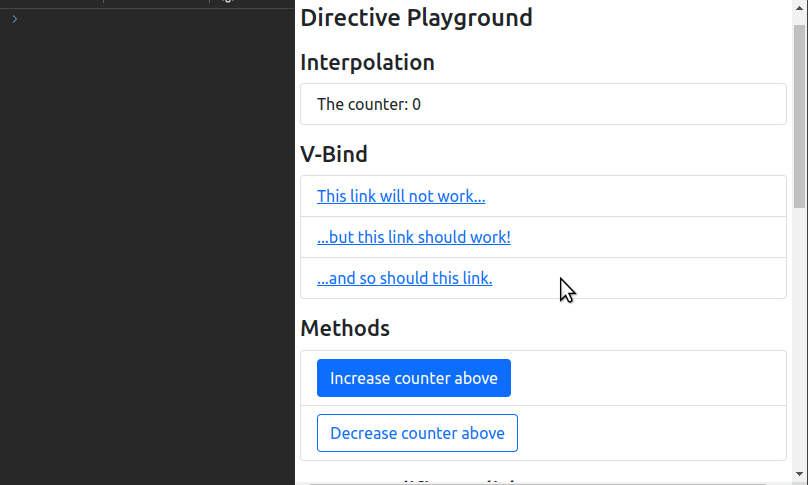 Directive Playground
Interpolation
The counter: 0
V-Bind
This link will not work...
...but this link should work!
...and so should this link.
Methods
Increase counter above
Decrease counter above